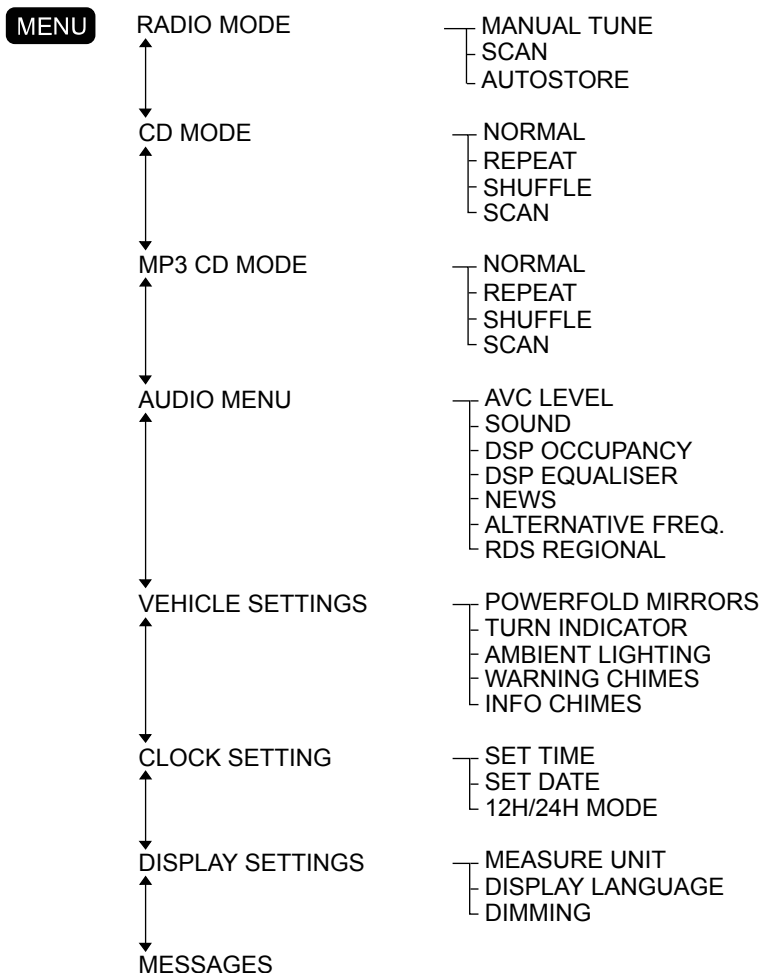 MENU
RADIO MODE
MANUAL TUNE
SCAN
AUTOSTORE
CD MODE
NORMAL
REPEAT
SHUFFLE
SCAN
MP3 CD MODE
NORMAL
REPEAT
SHUFFLE
SCAN
AUDIO MENU
AVC LEVEL
SOUND
DSP OCCUPANCY
DSP EQUALISER
NEWS
ALTERNATIVE FREQ.
RDS REGIONAL
VEHICLE SETTINGS
POWERFOLD MIRRORS
TURN INDICATOR
AMBIENT LIGHTING
WARNING CHIMES
INFO CHIMES
CLOCK SETTING
SET TIME
SET DATE
12H/24H MODE
DISPLAY SETTINGS
MEASURE UNIT
DISPLAY LANGUAGE
DIMMING
MESSAGES